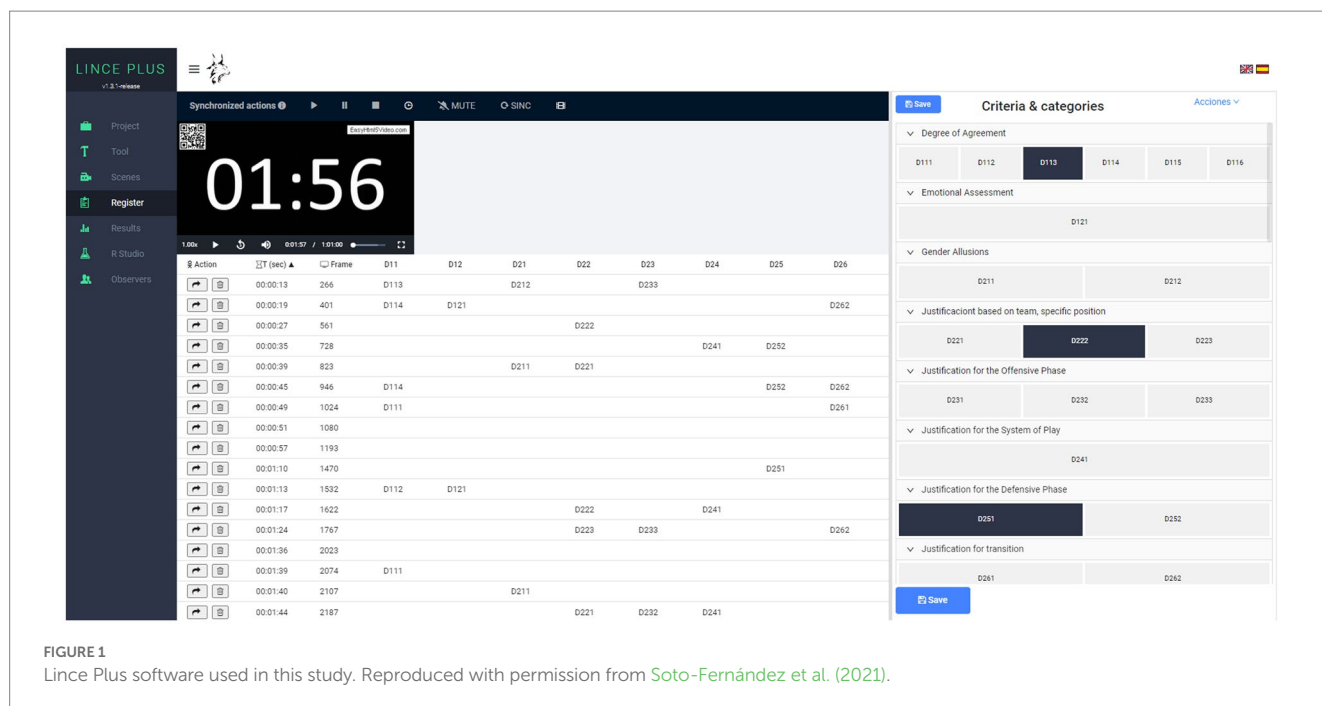 LINCE PLUS
v1.3.1-release
Project
Tool
Scenes
Register
Results
R Studio
Observers
Synchronized actions MUTE SINC
EasyHtml5Video.com
01:56
1.00x 0:01:57 / 1:01:00
Action T (sec) ▲ Frame D11 D12 D21 D22 D23 D24 D25 D26
00:00:13 266 D113 D212 D233
00:00:19 401 D114 D121 D262
00:00:27 561 D222
00:00:35 728 D241 D252
00:00:39 823 D211 D221
00:00:45 946 D114 D252 D262
00:00:49 1024 D111 D261
00:00:51 1080
00:00:57 1193
00:01:10 1470 D251
00:01:13 1532 D112 D121
00:01:17 1622 D222 D241
00:01:24 1767 D223 D233 D262
00:01:36 2023
00:01:39 2074 D111
00:01:40 2107 D211
00:01:44 2187 D221 D232 D241
Save Criteria & categories Acciones
Degree of Agreement
D111 D112 D113 D114 D115 D116
Emotional Assessment
D121
Gender Allusions
D211 D212
Justificaciont based on team, specific position
D221 D222 D223
Justification for the Offensive Phase
D231 D232 D233
Justification for the System of Play
D241
Justification for the Defensive Phase
D251 D252
Justification for transition
D261 D262
Save
FIGURE 1
Lince Plus software used in this study. Reproduced with permission from Soto-Fernández et al. (2021).